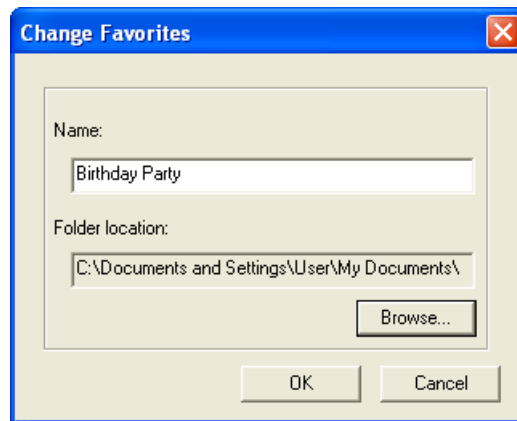 Change Favorites
Name:
Birthday Party
Folder location:
C:\Documents and Settings\User\My Documents\
Browse...
OK
Cancel